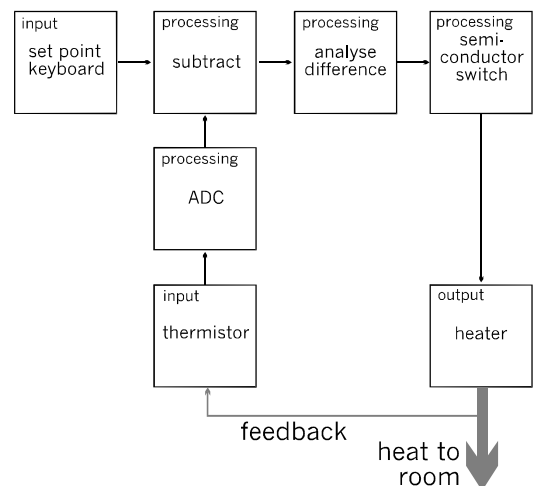 input
set point
keyboard
processing
subtract
processing
analyse
difference
processing
semi-
conductor
switch
processing
ADC
input
thermistor
output
heater
feedback
heat to
room